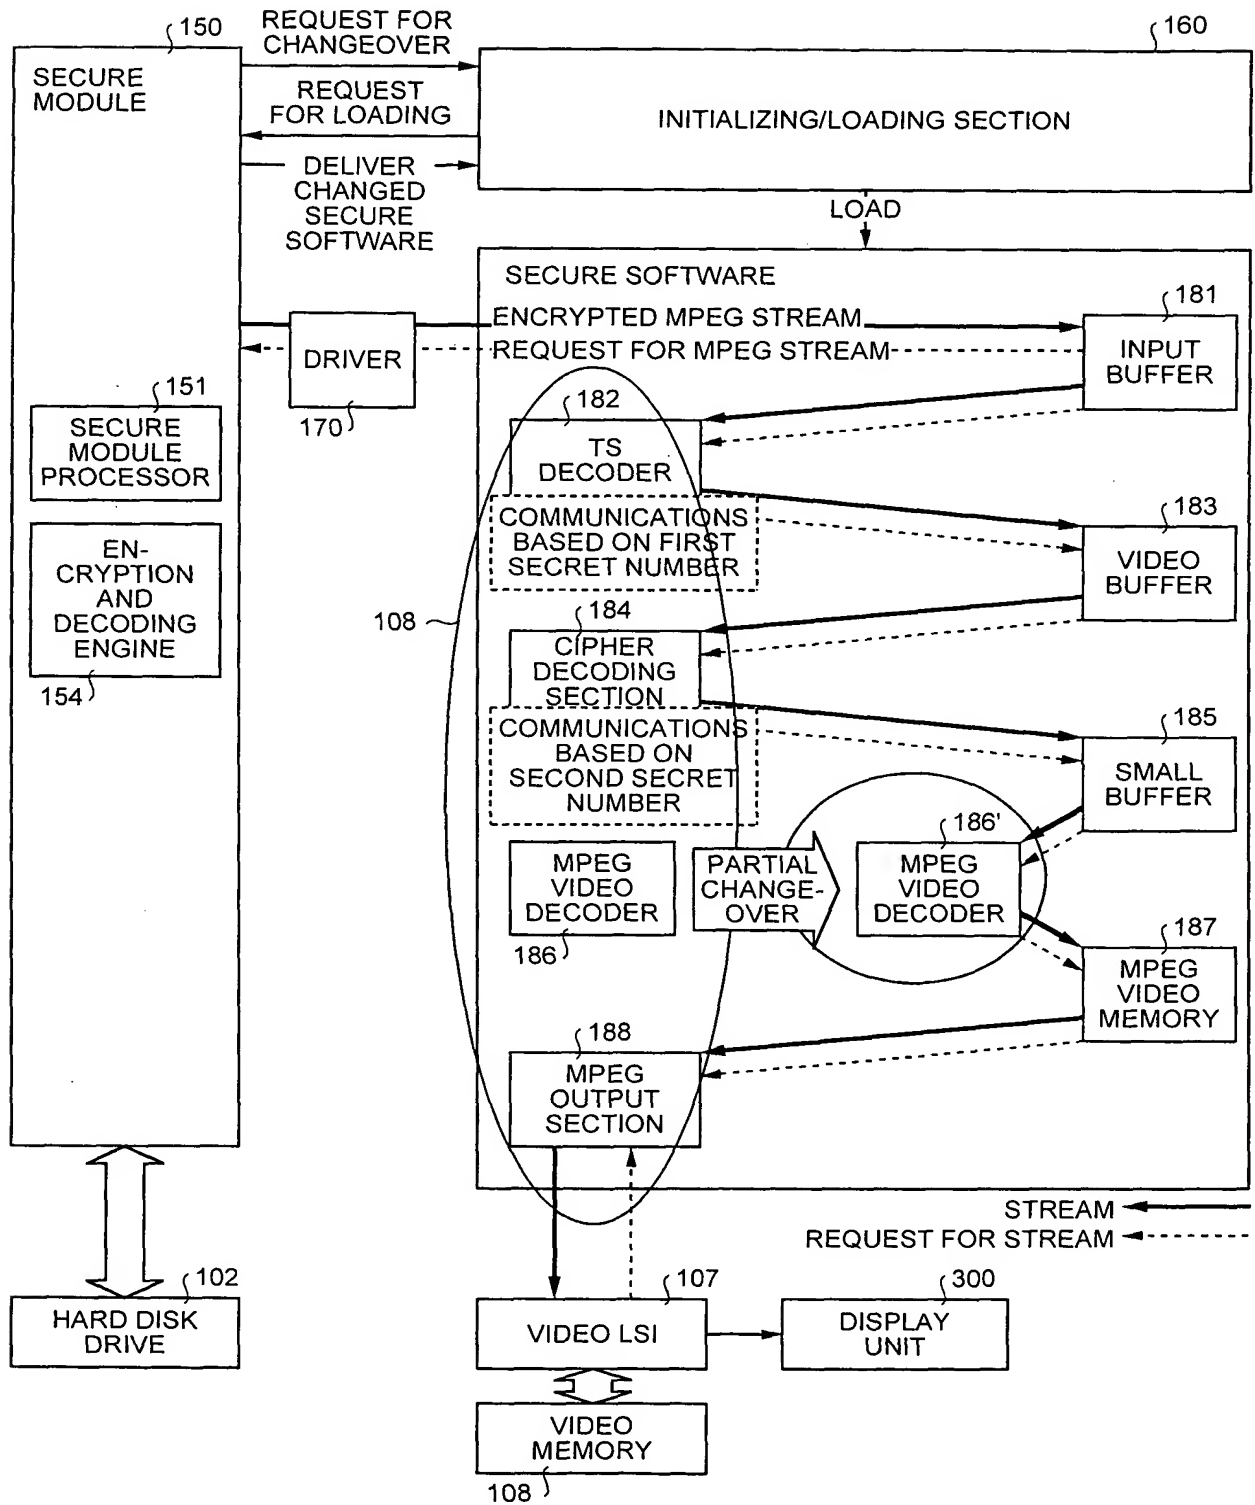 150
SECURE
MODULE
REQUEST FOR
CHANGEOVER
REQUEST
FOR LOADING
DELIVER
CHANGED
SECURE
SOFTWARE
160
INITIALIZING/LOADING SECTION
LOAD
SECURE SOFTWARE
ENCRYPTED MPEG STREAM
REQUEST FOR MPEG STREAM
DRIVER
170
181
INPUT
BUFFER
151
SECURE
MODULE
PROCESSOR
EN-
CRYPTION
AND
DECODING
ENGINE
154
182
TS
DECODER
COMMUNICATIONS
BASED ON FIRST
SECRET NUMBER
183
VIDEO
BUFFER
108
184
CIPHER
DECODING
SECTION
COMMUNICATIONS
BASED ON
SECOND SECRET
NUMBER
185
SMALL
BUFFER
MPEG
VIDEO
DECODER
186
PARTIAL
CHANGE-
OVER
186'
MPEG
VIDEO
DECODER
187
MPEG
VIDEO
MEMORY
188
MPEG
OUTPUT
SECTION
STREAM
REQUEST FOR STREAM
102
HARD DISK
DRIVE
107
VIDEO LSI
300
DISPLAY
UNIT
VIDEO
MEMORY
108